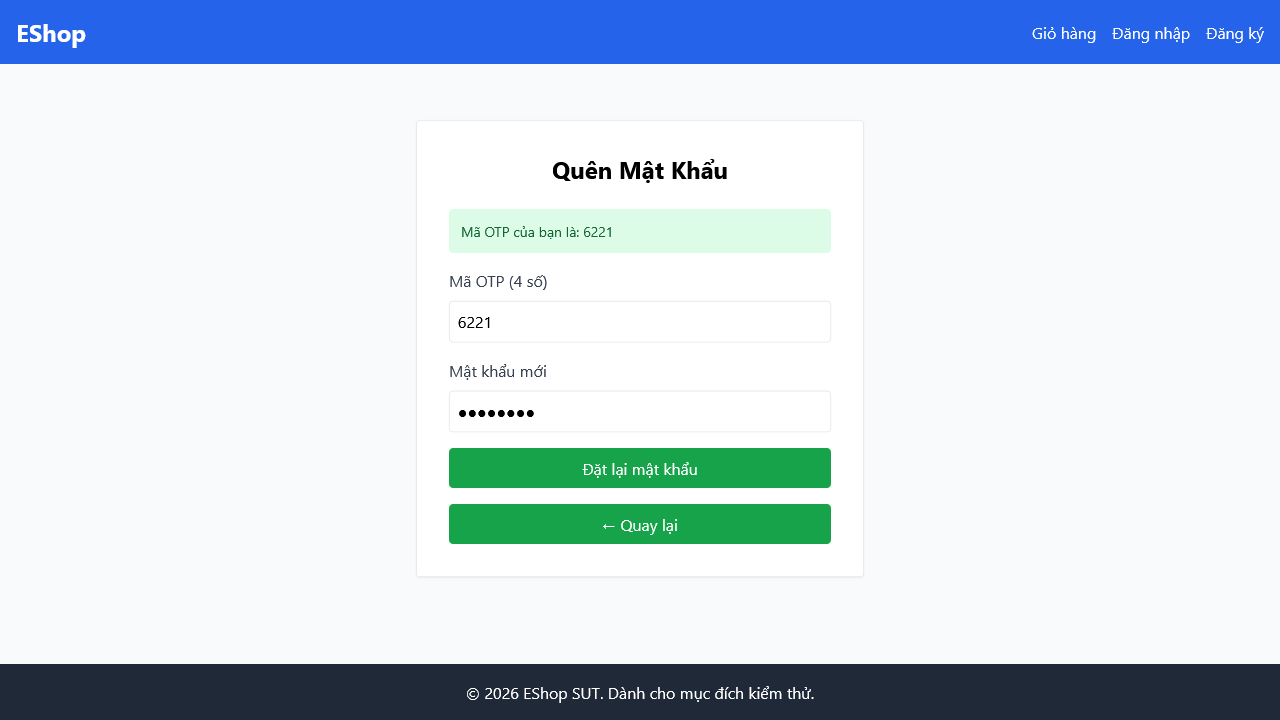 EShop
Giỏ hàng Đăng nhập Đăng ký
Quên Mật Khẩu
Mã OTP của bạn là: 6221
Mã OTP (4 số)
6221
Mật khẩu mới
●●●●●●●●
Đặt lại mật khẩu
← Quay lại
© 2026 EShop SUT. Dành cho mục đích kiểm thử.